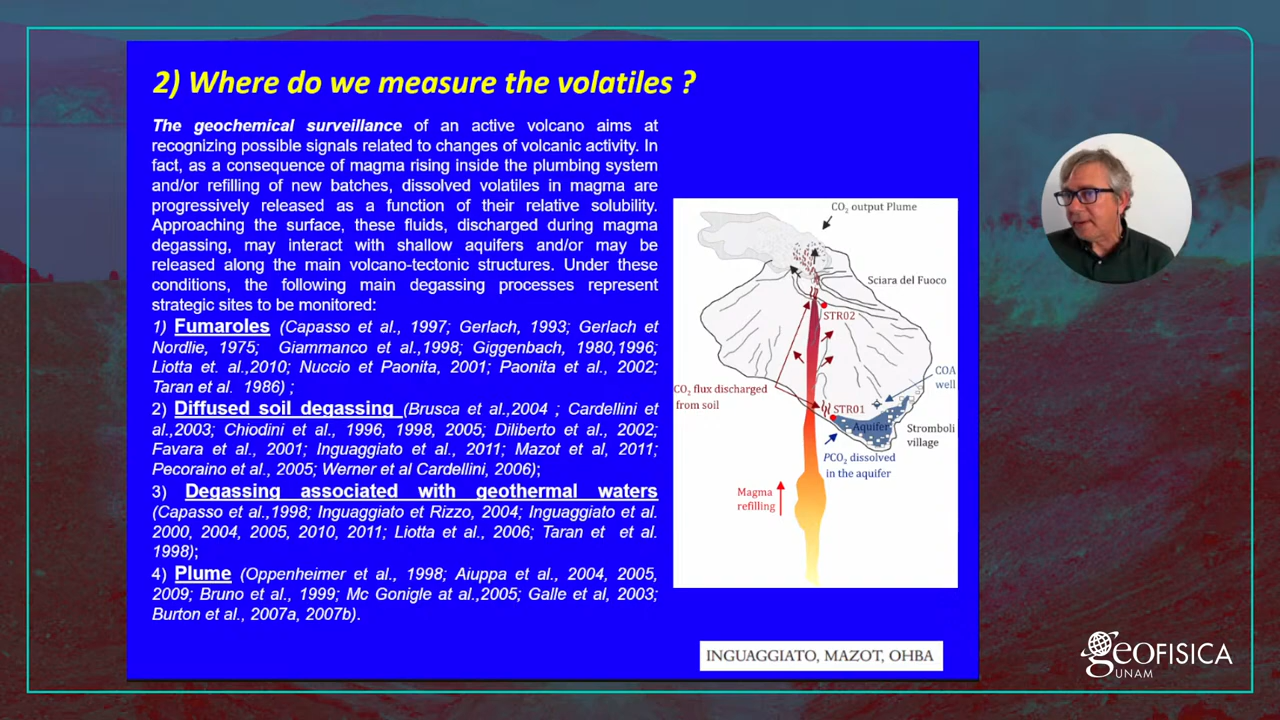 2) Where do we measure the volatiles ?
The geochemical surveillance of an active volcano aims at
recognizing possible signals related to changes of volcanic activity. In
fact, as a consequence of magma rising inside the plumbing system
and/or refilling of new batches, dissolved volatiles in magma are
progressively released as a function of their relative solubility.
Approaching the surface, these fluids, discharged during magma
degassing, may interact with shallow aquifers and/or may be
released along the main volcano-tectonic structures. Under these
conditions, the following main degassing processes represent
strategic sites to be monitored:
1) Fumaroles (Capasso et al., 1997; Gerlach, 1993; Gerlach et
Nordlie, 1975; Giammanco et al.,1998; Giggenbach, 1980,1996;
Liotta et. al.,2010; Nuccio et Paonita, 2001; Paonita et al., 2002;
Taran et al. 1986) ;
2) Diffused soil degassing (Brusca et al.,2004 ; Cardellini et
al.,2003; Chiodini et al., 1996, 1998, 2005; Diliberto et al., 2002;
Favara et al., 2001; Inguaggiato et al., 2011; Mazot et al, 2011;
Pecoraino et al., 2005; Werner et al Cardellini, 2006);
3) Degassing associated with geothermal waters
(Capasso et al.,1998; Inguaggiato et Rizzo, 2004; Inguaggiato et al.
2000, 2004, 2005, 2010, 2011; Liotta et al., 2006; Taran et et al.
1998);
4) Plume (Oppenheimer et al., 1998; Aiuppa et al., 2004, 2005,
2009; Bruno et al., 1999; Mc Gonigle at al.,2005; Galle et al, 2003;
Burton et al., 2007a, 2007b).
CO₂ output Plume
Sciara del Fuoco
STR02
COA
well
CO₂ flux discharged
from soil
STR01
Aquifer
Stromboli
village
PCO₂ dissolved
in the aquifer
Magma
refilling
INGUAGGIATO, MAZOT, OHBA
GEOFISICA
UNAM